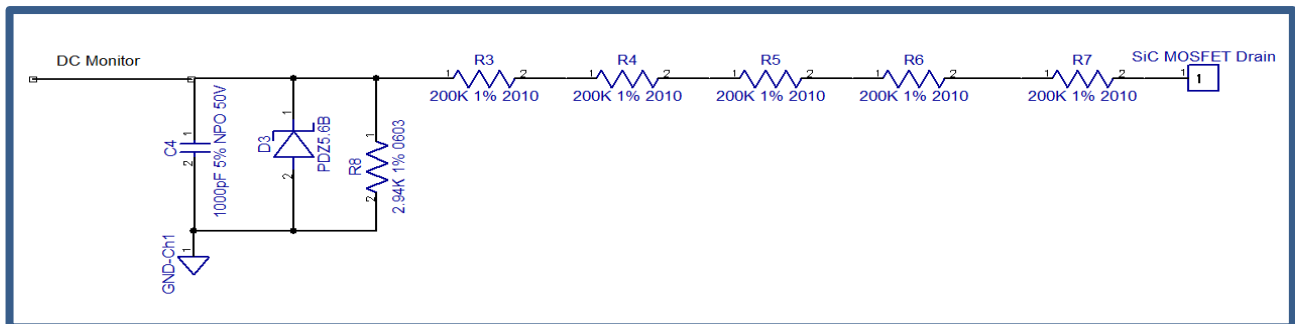 DC Monitor
R3
R4
R5
R6
R7
SiC MOSFET Drain
1 2
1 2
1 2
1 2
1 2
1
1
200K 1% 2010
200K 1% 2010
200K 1% 2010
200K 1% 2010
200K 1% 2010
C4
1
2
1000pF 5% NPO 50V
D3
1
2
PDZ5.6B
R8
1
2
2.94K 1% 0603
1
GND-Ch1